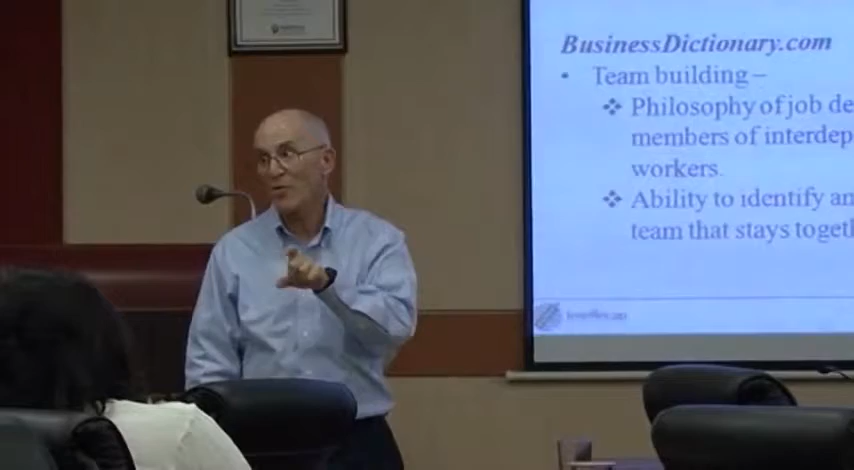 BusinessDictionary.com
• Team building –
❖ Philosophy of job de
members of interdep
workers.
❖ Ability to identify an
team that stays togeth